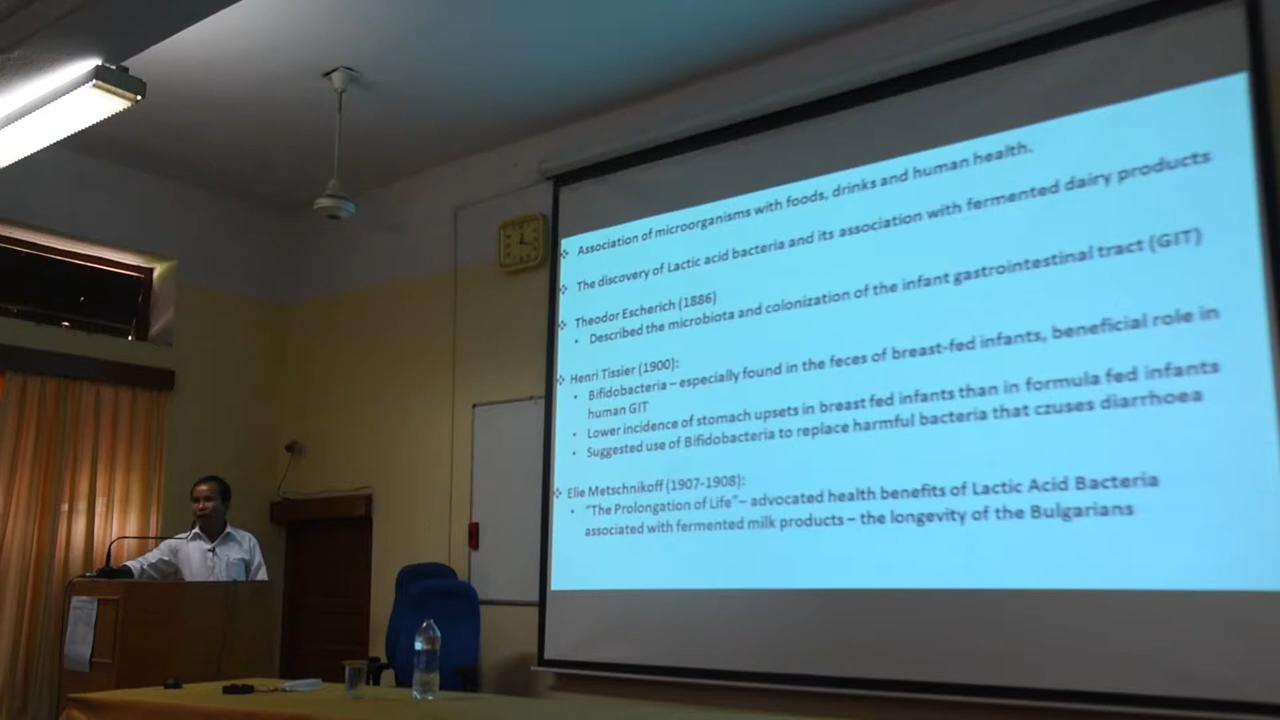 ❖ Association of microorganisms with foods, drinks and human health.
❖ The discovery of Lactic acid bacteria and its association with fermented dairy products
❖ Theodor Escherich (1886)
• Described the microbiota and colonization of the infant gastrointestinal tract (GIT)
❖ Henri Tissier (1900):
• Bifidobacteria – especially found in the feces of breast-fed infants, beneficial role in
human GIT
• Lower incidence of stomach upsets in breast fed infants than in formula fed infants
• Suggested use of Bifidobacteria to replace harmful bacteria that czuses diarrhoea
❖ Elie Metschnikoff (1907-1908):
• "The Prolongation of Life"– advocated health benefits of Lactic Acid Bacteria
associated with fermented milk products – the longevity of the Bulgarians